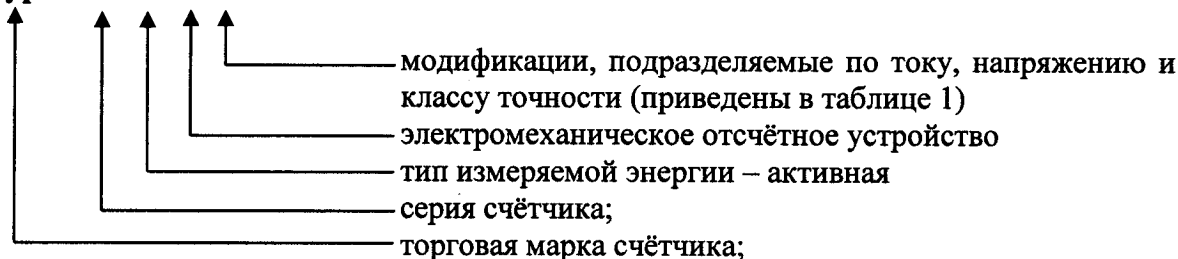 модификации, подразделяемые по току, напряжению и
классу точности (приведены в таблице 1)
электромеханическое отсчётное устройство
тип измеряемой энергии – активная
серия счётчика;
торговая марка счётчика;